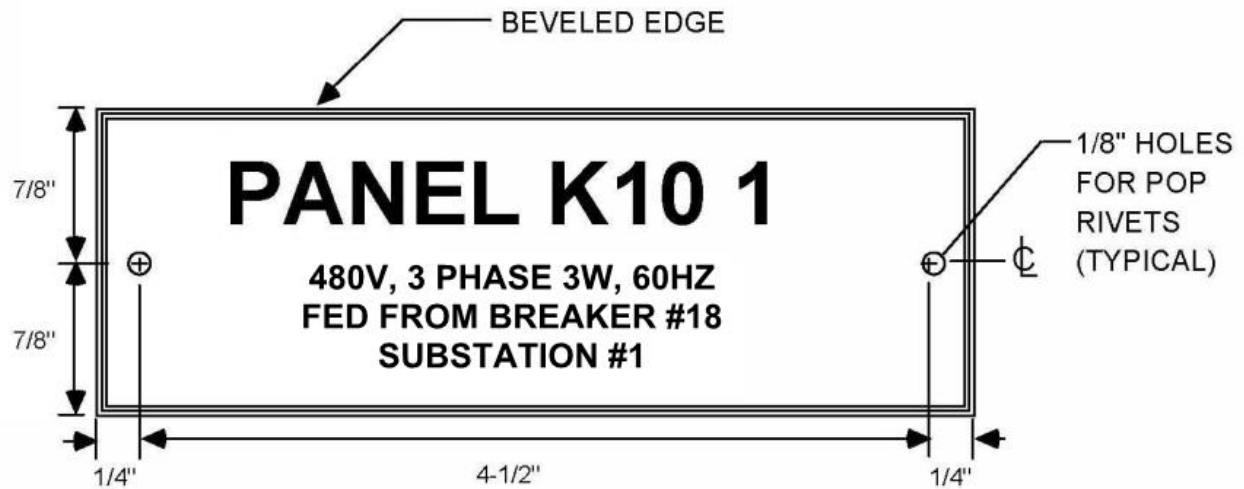 BEVELED EDGE
7/8"
PANEL K10 1
1/8" HOLES
FOR POP
RIVETS
(TYPICAL)
℄
480V, 3 PHASE 3W, 60HZ
FED FROM BREAKER #18
SUBSTATION #1
7/8"
1/4"
4-1/2"
1/4"